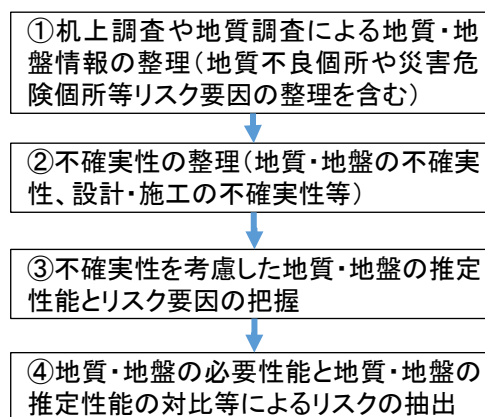 ①机上調査や地質調査による地質・地
盤情報の整理(地質不良個所や災害危
険個所等リスク要因の整理を含む)
②不確実性の整理(地質・地盤の不確実
性、設計・施工の不確実性等)
③不確実性を考慮した地質・地盤の推定
性能とリスク要因の把握
④地質・地盤の必要性能と地質・地盤の
推定性能の対比等によるリスクの抽出